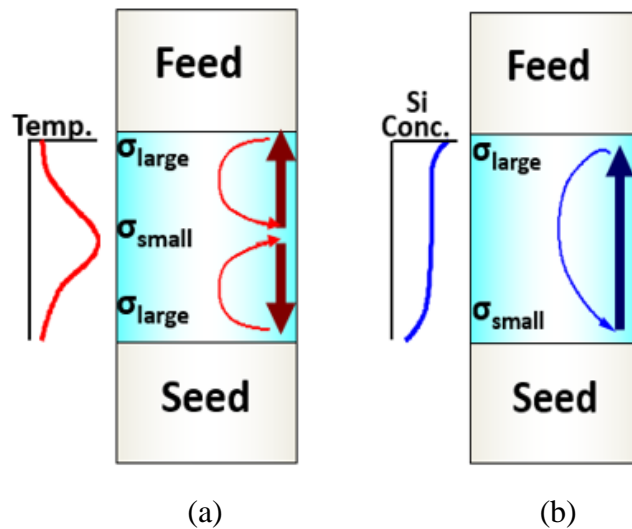 Feed
Temp.
σlarge
σsmall
σlarge
Seed
(a)
Feed
Si
Conc.
σlarge
σsmall
Seed
(b)